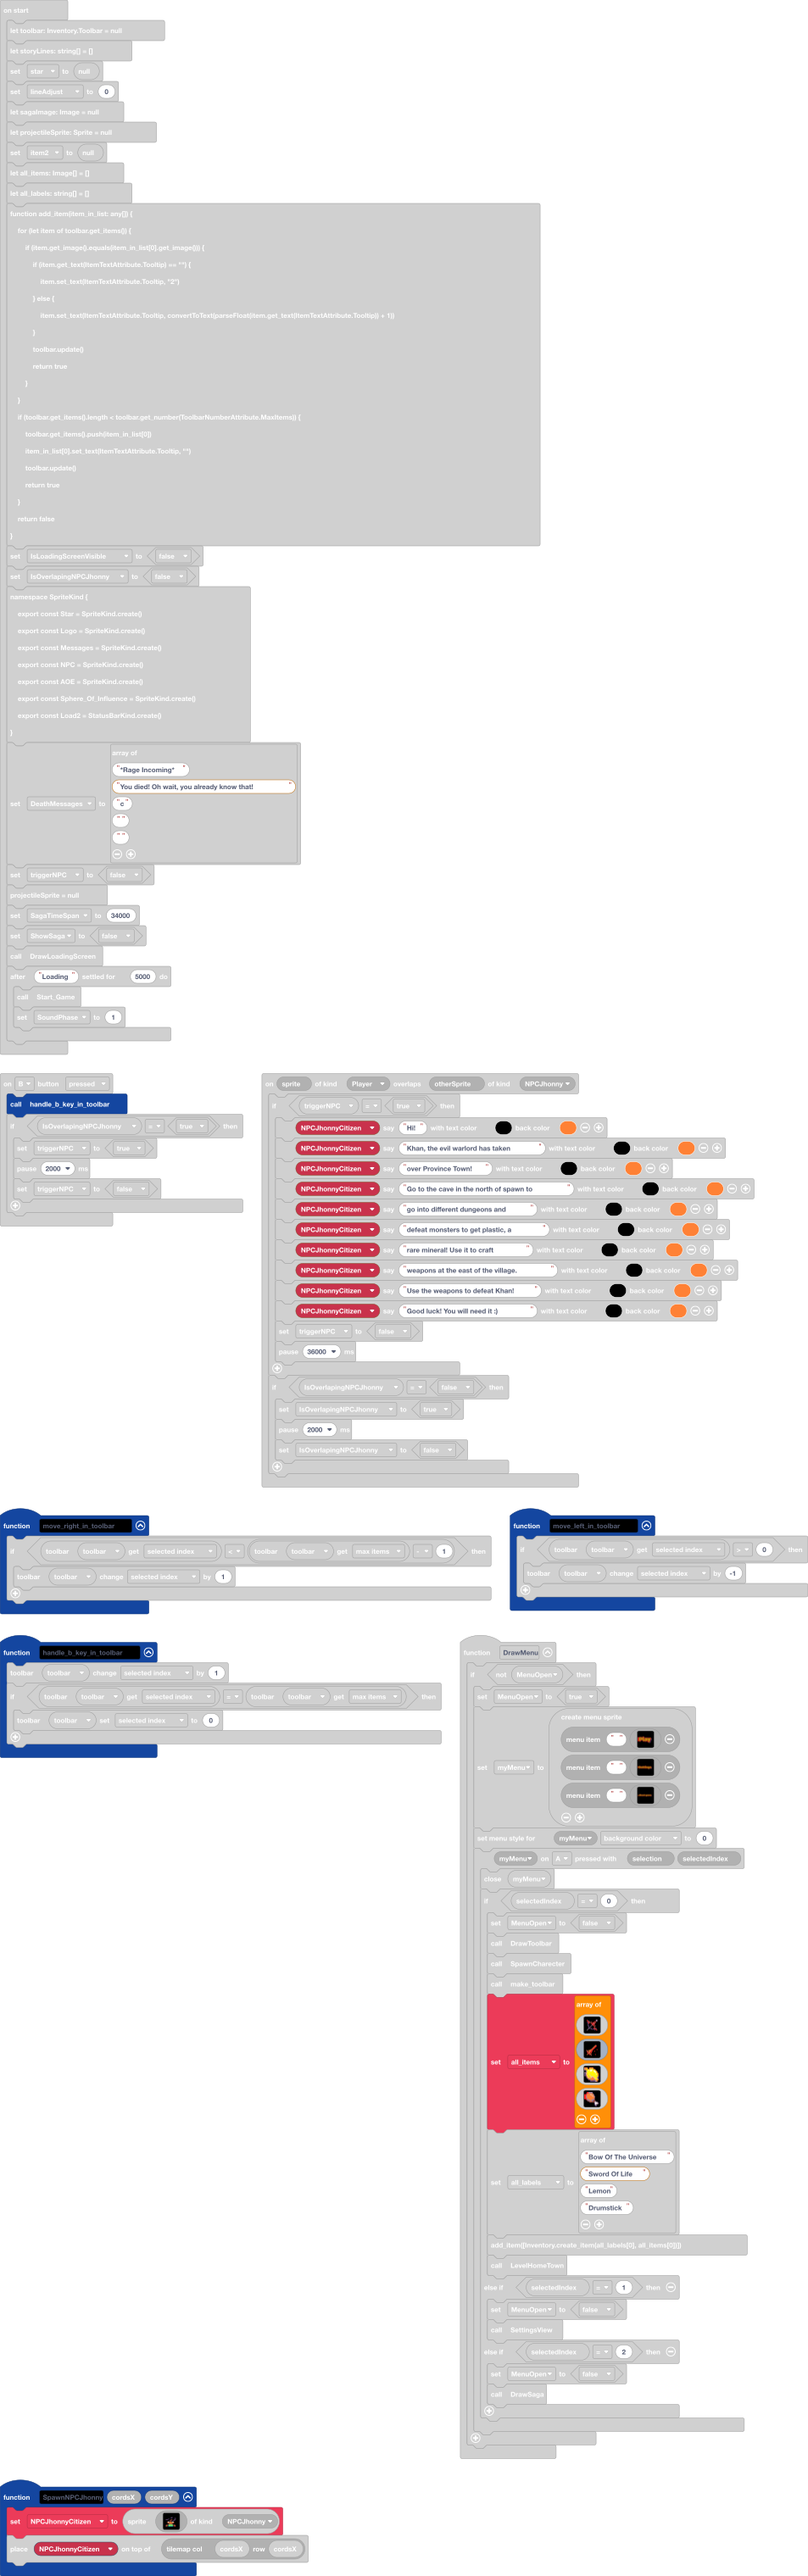 on start
let toolbar: Inventory.Toolbar = null
let storyLines: string[] = []
set star to null
set lineAdjust to 0
let sagaImage: Image = null
let projectileSprite: Sprite = null
set item2 to null
let all_items: Image[] = []
let all_labels: string[] = []
function add_item(item_in_list: any[]) {
for (let item of toolbar.get_items()) {
if (item.get_image().equals(item_in_list[0].get_image())) {
if (item.get_text(ItemTextAttribute.Tooltip) == "") {
item.set_text(ItemTextAttribute.Tooltip, "2")
} else {
item.set_text(ItemTextAttribute.Tooltip, convertToText(parseFloat(item.get_text(ItemTextAttribute.Tooltip)) + 1))
}
toolbar.update()
return true
}
}
if (toolbar.get_items().length < toolbar.get_number(ToolbarNumberAttribute.MaxItems)) {
toolbar.get_items().push(item_in_list[0])
item_in_list[0].set_text(ItemTextAttribute.Tooltip, "")
toolbar.update()
return true
}
return false
}
set IsLoadingScreenVisible to false
set IsOverlapingNPCJhonny to false
namespace SpriteKind {
export const Star = SpriteKind.create()
export const Logo = SpriteKind.create()
export const Messages = SpriteKind.create()
export const NPC = SpriteKind.create()
export const AOE = SpriteKind.create()
export const Sphere_Of_Influence = SpriteKind.create()
export const Load2 = StatusBarKind.create()
}
array of
"*Rage Incoming*"
"You died! Oh wait, you already know that!"
set DeathMessages to "c"
""
""
set triggerNPC to false
projectileSprite = null
set SagaTimeSpan to 34000
set ShowSaga to false
call DrawLoadingScreen
after "Loading" settled for 5000 do
call Start_Game
set SoundPhase to 1
on B button pressed
call handle_b_key_in_toolbar
if IsOverlapingNPCJhonny = true then
set triggerNPC to true
pause 2000 ms
set triggerNPC to false
on sprite of kind Player overlaps otherSprite of kind NPCJhonny
if triggerNPC = true then
NPCJhonnyCitizen say "Hi!" with text color back color
NPCJhonnyCitizen say "Khan, the evil warlord has taken" with text color back color
NPCJhonnyCitizen say "over Province Town!" with text color back color
NPCJhonnyCitizen say "Go to the cave in the north of spawn to" with text color back color
NPCJhonnyCitizen say "go into different dungeons and" with text color back color
NPCJhonnyCitizen say "defeat monsters to get plastic, a" with text color back color
NPCJhonnyCitizen say "rare mineral! Use it to craft" with text color back color
NPCJhonnyCitizen say "weapons at the east of the village." with text color back color
NPCJhonnyCitizen say "Use the weapons to defeat Khan!" with text color back color
NPCJhonnyCitizen say "Good luck! You will need it :)" with text color back color
set triggerNPC to false
pause 36000 ms
if IsOverlapingNPCJhonny = false then
set IsOverlapingNPCJhonny to true
pause 2000 ms
set IsOverlapingNPCJhonny to false
function move_right_in_toolbar
if toolbar toolbar get selected index < toolbar toolbar get max items - 1 then
toolbar toolbar change selected index by 1
function move_left_in_toolbar
if toolbar toolbar get selected index > 0 then
toolbar toolbar change selected index by -1
function handle_b_key_in_toolbar
toolbar toolbar change selected index by 1
if toolbar toolbar get selected index = toolbar toolbar get max items then
toolbar toolbar set selected index to 0
function DrawMenu
if not MenuOpen then
set MenuOpen to true
create menu sprite
menu item "" Play
set myMenu to menu item ""
menu item ""
set menu style for myMenu background color to 0
myMenu on A pressed with selection selectedIndex
close myMenu
if selectedIndex = 0 then
set MenuOpen to false
call DrawToolbar
call SpawnCharecter
call make_toolbar
array of
set all_items to
array of
"Bow Of The Universe"
set all_labels to "Sword Of Life"
"Lemon"
"Drumstick"
add_item([Inventory.create_item(all_labels[0], all_items[0])])
call LevelHomeTown
else if selectedIndex = 1 then
set MenuOpen to false
call SettingsView
else if selectedIndex = 2 then
set MenuOpen to false
call DrawSaga
function SpawnNPCJhonny cordsX cordsY
set NPCJhonnyCitizen to sprite of kind NPCJhonny
place NPCJhonnyCitizen on top of tilemap col cordsX row cordsX